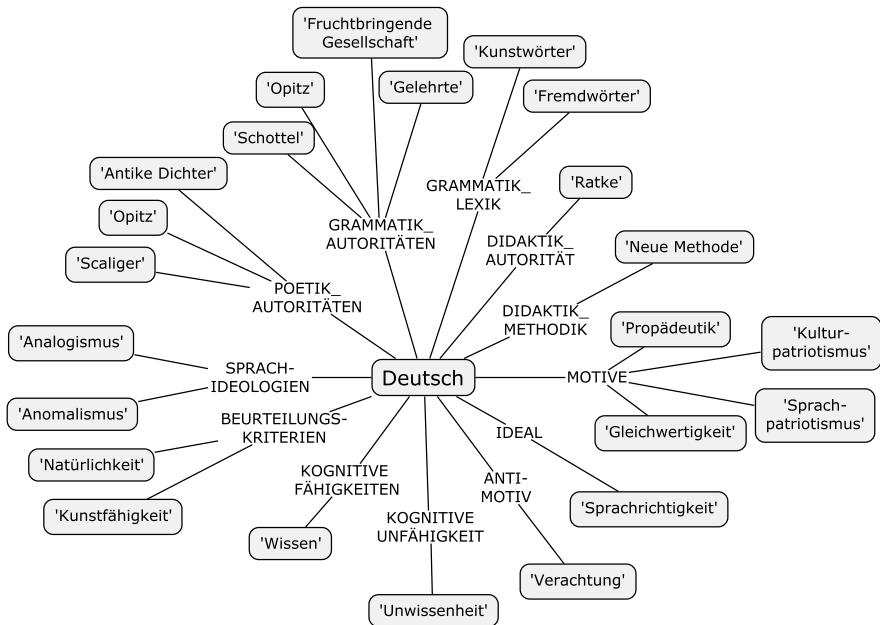 'Fruchtbringende
Gesellschaft'
'Kunstwörter'
'Opitz'
'Gelehrte'
'Fremdwörter'
'Schottel'
'Antike Dichter'
'Ratke'
GRAMMATIK_
LEXIK
'Opitz'
GRAMMATIK_
AUTORITÄTEN
DIDAKTIK_
AUTORITÄT
'Neue Methode'
'Scaliger'
POETIK_
AUTORITÄTEN
DIDAKTIK_
METHODIK
'Propädeutik'
'Kultur-
patriotismus'
'Analogismus'
SPRACH-
IDEOLOGIEN
Deutsch
MOTIVE
'Anomalismus'
'Sprach-
patriotismus'
BEURTEILUNGS-
KRITERIEN
IDEAL
'Gleichwertigkeit'
'Natürlichkeit'
KOGNITIVE
FÄHIGKEITEN
ANTI-
MOTIV
'Kunstfähigkeit'
KOGNITIVE
UNFÄHIGKEIT
'Sprachrichtigkeit'
'Wissen'
'Verachtung'
'Unwissenheit'